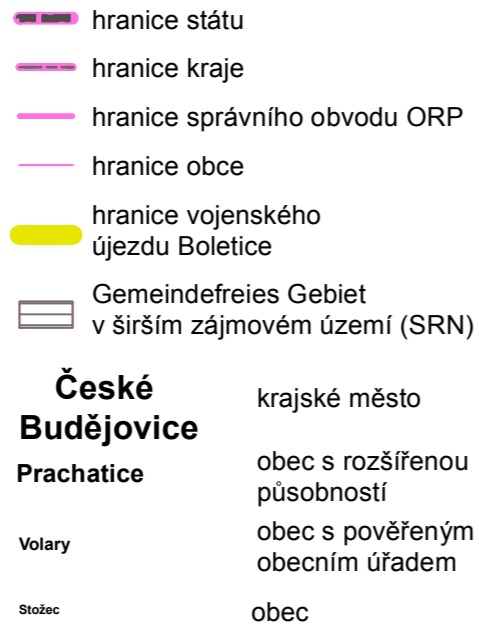 hranice státu
hranice kraje
hranice správního obvodu ORP
hranice obce
hranice vojenského
újezdu Boletice
Gemeindefreies Gebiet
v širším zájmovém území (SRN)
České
Budějovice
krajské město
Prachatice
obec s rozšířenou
působností
Volary
obec s pověřeným
obecním úřadem
Stožec
obec